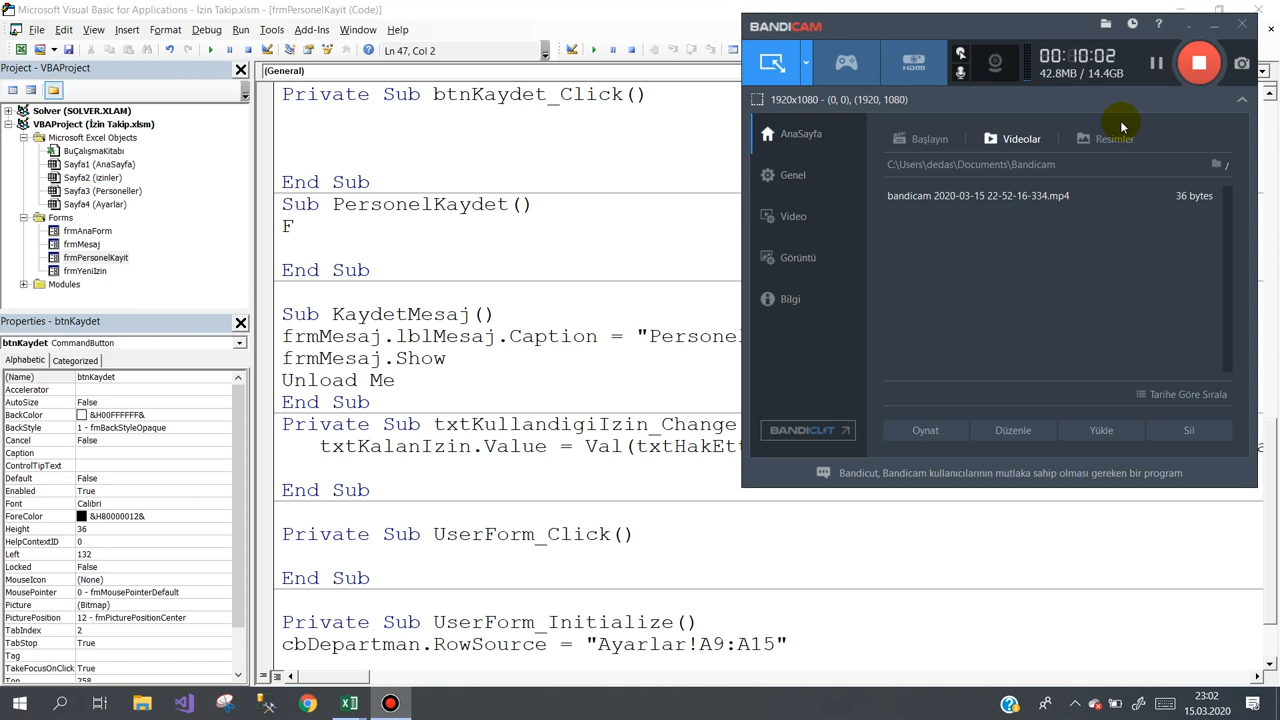 Microsoft Visual Basic for Applications - İzin Takip.xlsm - [frmPersonelKayit (Code)]
File Edit View Insert Format Debug Run Tools Add-Ins Window Help
Ln 47, Col 2
Project - VBAProject
Solver (SOLVER.XLAM)
VBAProject (İzin Takip.xlsm)
Microsoft Excel Objects
BuÇalışmaKitabı
Sayfa1 (AnaSayfa)
Sayfa2 (izinler)
Sayfa3 (Personeller)
Sayfa4 (Ayarlar)
Forms
frmAnaForm
frmMesaj
frmPersonelKayit
frmYeniIzin
Modules
Properties - btnKaydet
btnKaydet CommandButton
Alphabetic Categorized
(Name) btnKaydet
Accelerator
AutoSize False
BackColor &H00FFFFFF&
BackStyle 1 - fmBackStyleOpaque
Cancel False
Caption
ControlTipText
Default False
Enabled True
Font Calibri
ForeColor &H80000012&
Height 36
HelpContextID 0
Left 132
Locked False
MouseIcon (None)
MousePointer 0 - fmMousePointerDefault
Picture (Bitmap)
PicturePosition 12 - fmPicturePositionCenter
TabIndex 2
TabStop True
Tag
TakeFocusOnClick True
Top 258
(General)
Private Sub btnKaydet_Click()
End Sub
Sub PersonelKaydet()
F
End Sub
Sub KaydetMesaj()
frmMesaj.lblMesaj.Caption = "Persone
frmMesaj.Show
Unload Me
End Sub
Private Sub txtKullandigiIzin_Change
txtKalanIzin.Value = Val(txtHakEtt
End Sub
Private Sub UserForm_Click()
End Sub
Private Sub UserForm_Initialize()
cbDepartman.RowSource = "Ayarlar!A9:A15"
BANDICAM
HDMI
00:10:02
42.8MB / 14.4GB
1920x1080 - (0, 0), (1920, 1080)
AnaSayfa
Genel
Video
Görüntü
Bilgi
BANDICUT
Başlayın Videolar Resimler
C:\Users\dedas\Documents\Bandicam
bandicam 2020-03-15 22-52-16-334.mp4 36 bytes
Tarihe Göre Sırala
Oynat Düzenle Yükle Sil
Bandicut, Bandicam kullanıcılarının mutlaka sahip olması gereken bir program
23:02
15.03.2020